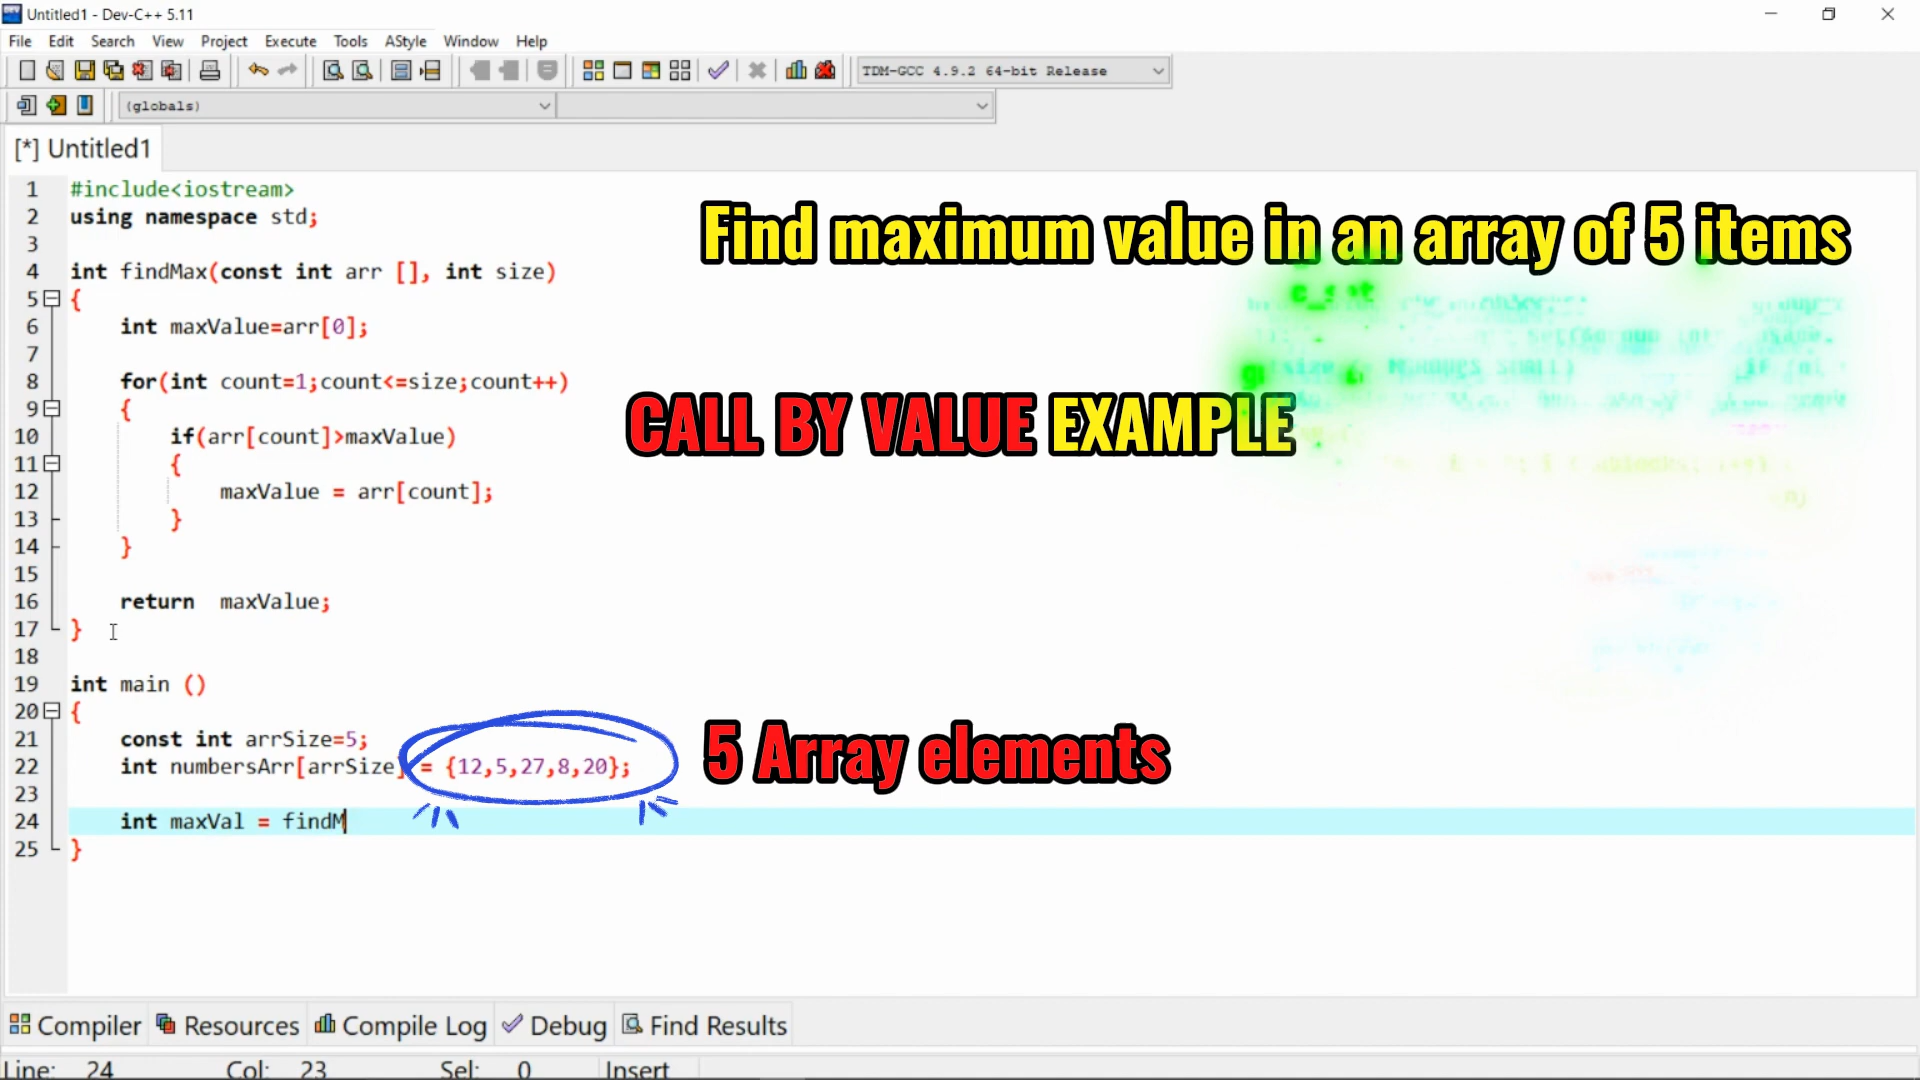 Untitled1 - Dev-C++ 5.11
File Edit Search View Project Execute Tools AStyle Window Help
TDM-GCC 4.9.2 64-bit Release
(globals)
[*] Untitled1
1 #include<iostream>
2 using namespace std;
3
4 int findMax(const int arr [], int size)
5 {
6 int maxValue=arr[0];
7
8 for(int count=1;count<=size;count++)
9 {
10 if(arr[count]>maxValue)
11 {
12 maxValue = arr[count];
13 }
14 }
15
16 return maxValue;
17 }
18
19 int main ()
20 {
21 const int arrSize=5;
22 int numbersArr[arrSize] = {12,5,27,8,20};
23
24 int maxVal = findM
25 }
Find maximum value in an array of 5 items
CALL BY VALUE EXAMPLE
5 Array elements
Compiler Resources Compile Log Debug Find Results
Line: 24 Col: 23 Sel: 0 Insert